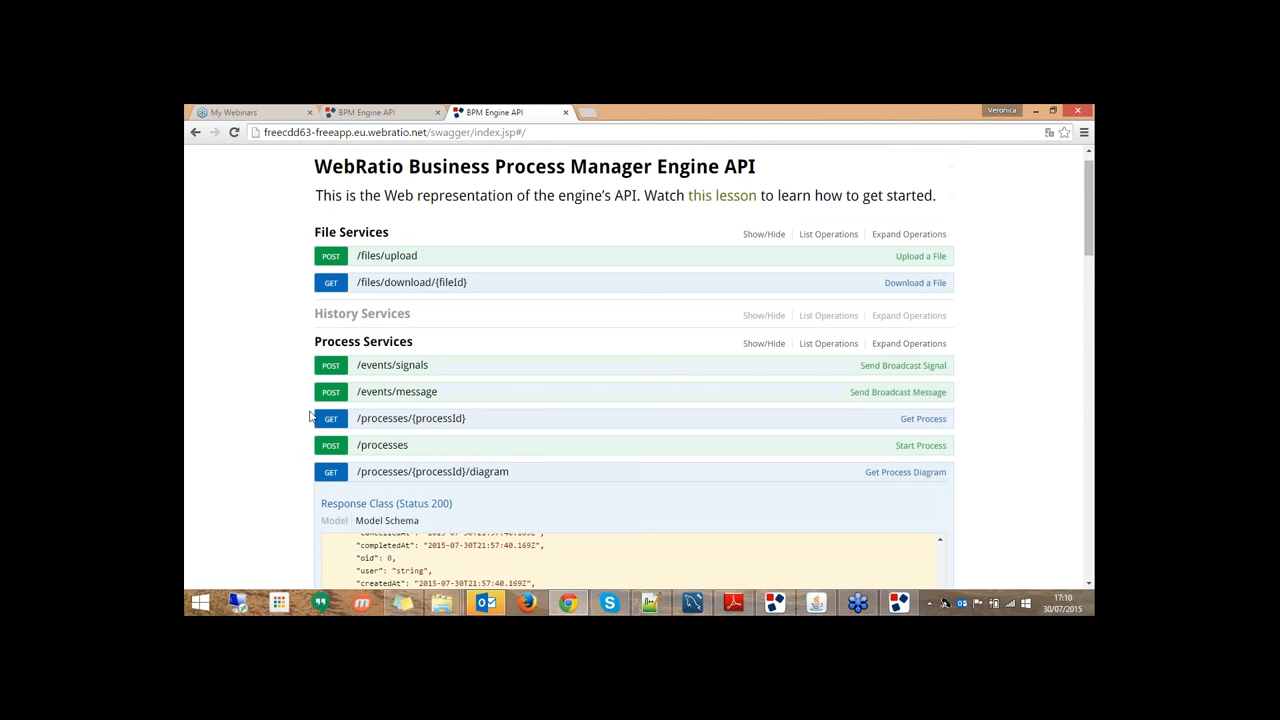 My Webinars
BPM Engine API
BPM Engine API
Veronica
freecdd63-freeapp.eu.webratio.net/swagger/index.jsp#/
WebRatio Business Process Manager Engine API
This is the Web representation of the engine's API. Watch this lesson to learn how to get started.
File Services Show/Hide List Operations Expand Operations
POST /files/upload Upload a File
GET /files/download/{fileId} Download a File
History Services Show/Hide List Operations Expand Operations
Process Services Show/Hide List Operations Expand Operations
POST /events/signals Send Broadcast Signal
POST /events/message Send Broadcast Message
GET /processes/{processId} Get Process
POST /processes Start Process
GET /processes/{processId}/diagram Get Process Diagram
Response Class (Status 200)
Model Model Schema
"completedAt": "2015-07-30T21:57:40.169Z",
"oid": 0,
"user": "string",
"createdAt": "2015-07-30T21:57:40.169Z",
17:10
30/07/2015